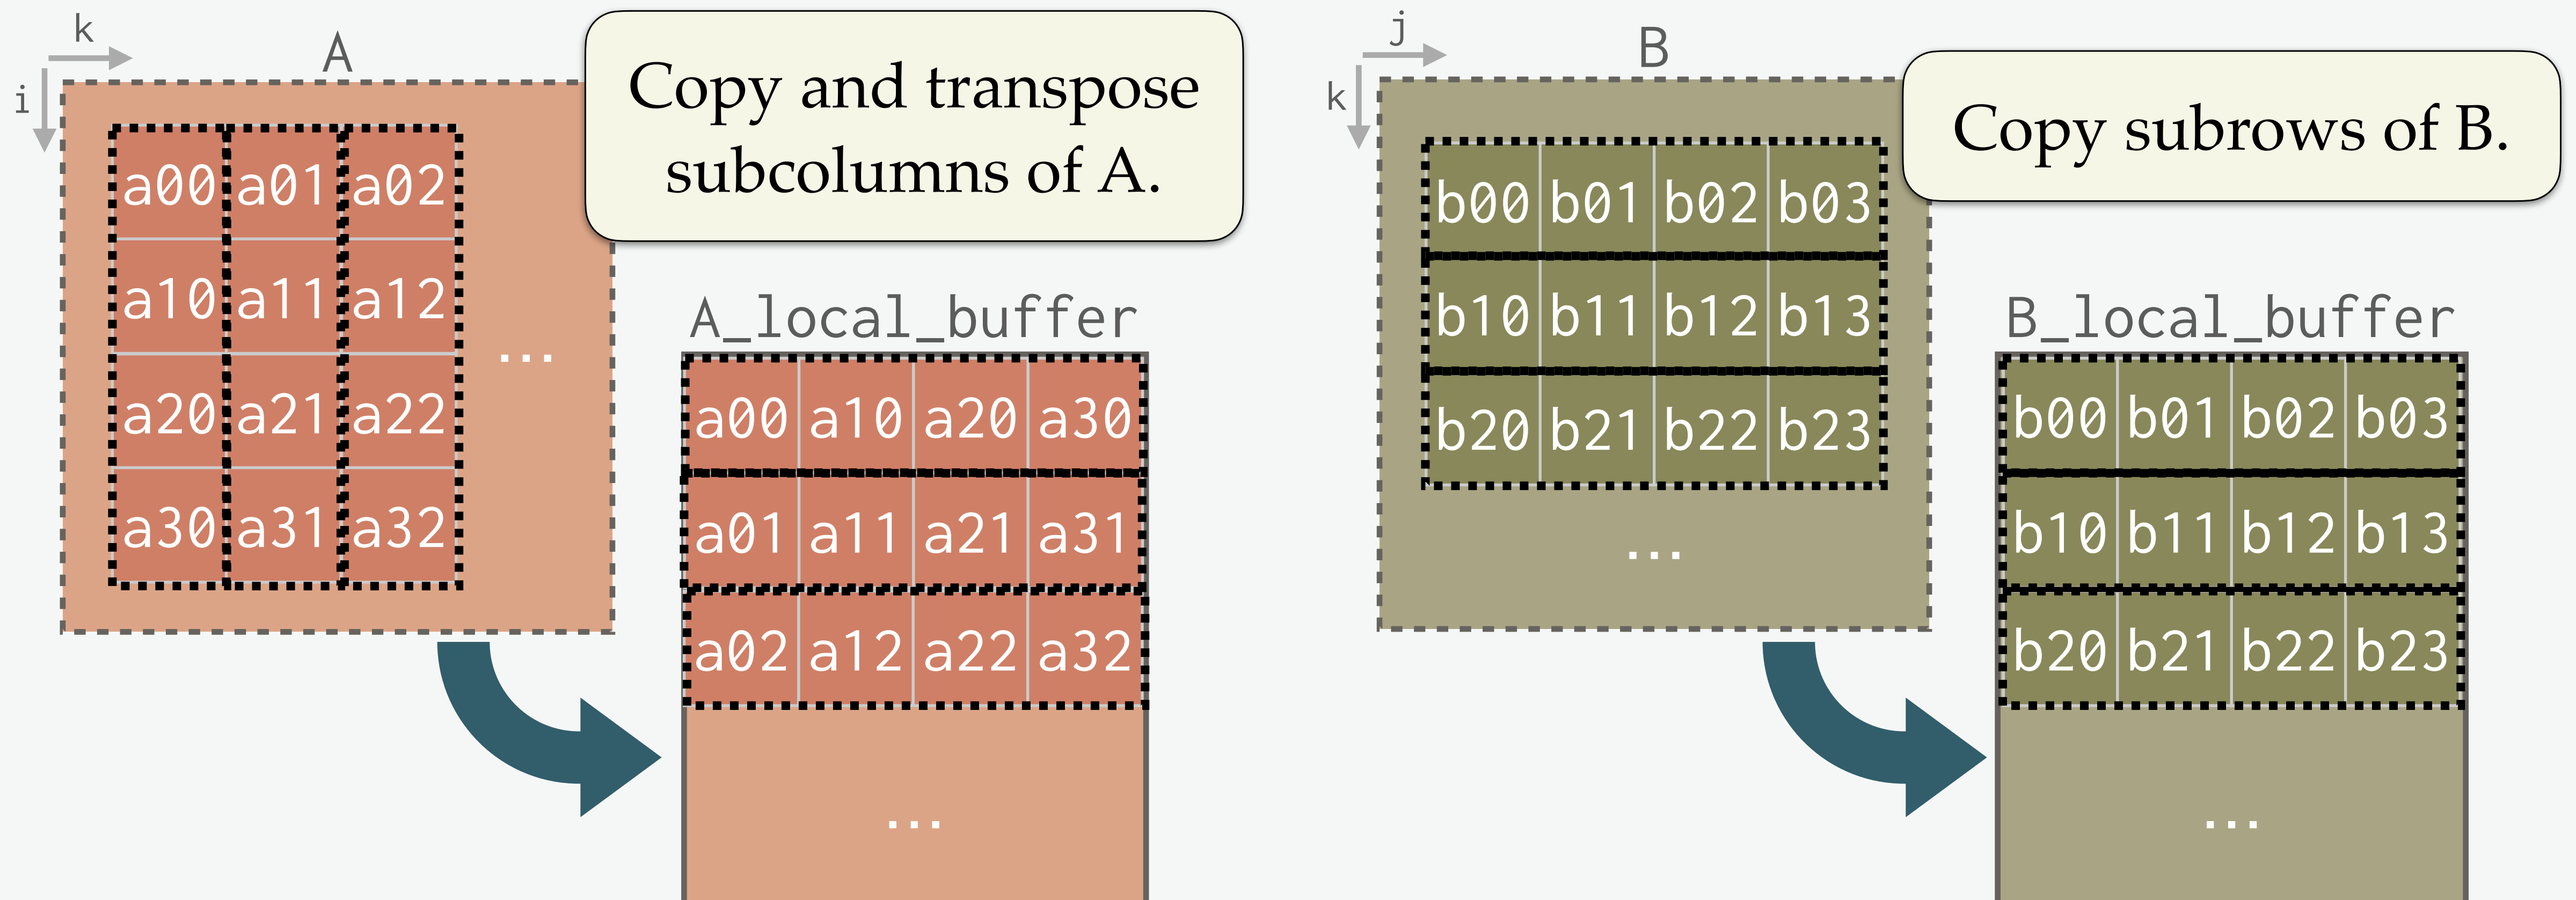 k
i
A
Copy and transpose
subcolumns of A.
a00 a01 a02
a10 a11 a12
a20 a21 a22
a30 a31 a32
...
A_local_buffer
a00 a10 a20 a30
a01 a11 a21 a31
a02 a12 a22 a32
...
j
k
B
Copy subrows of B.
b00 b01 b02 b03
b10 b11 b12 b13
b20 b21 b22 b23
...
B_local_buffer
b00 b01 b02 b03
b10 b11 b12 b13
b20 b21 b22 b23
...